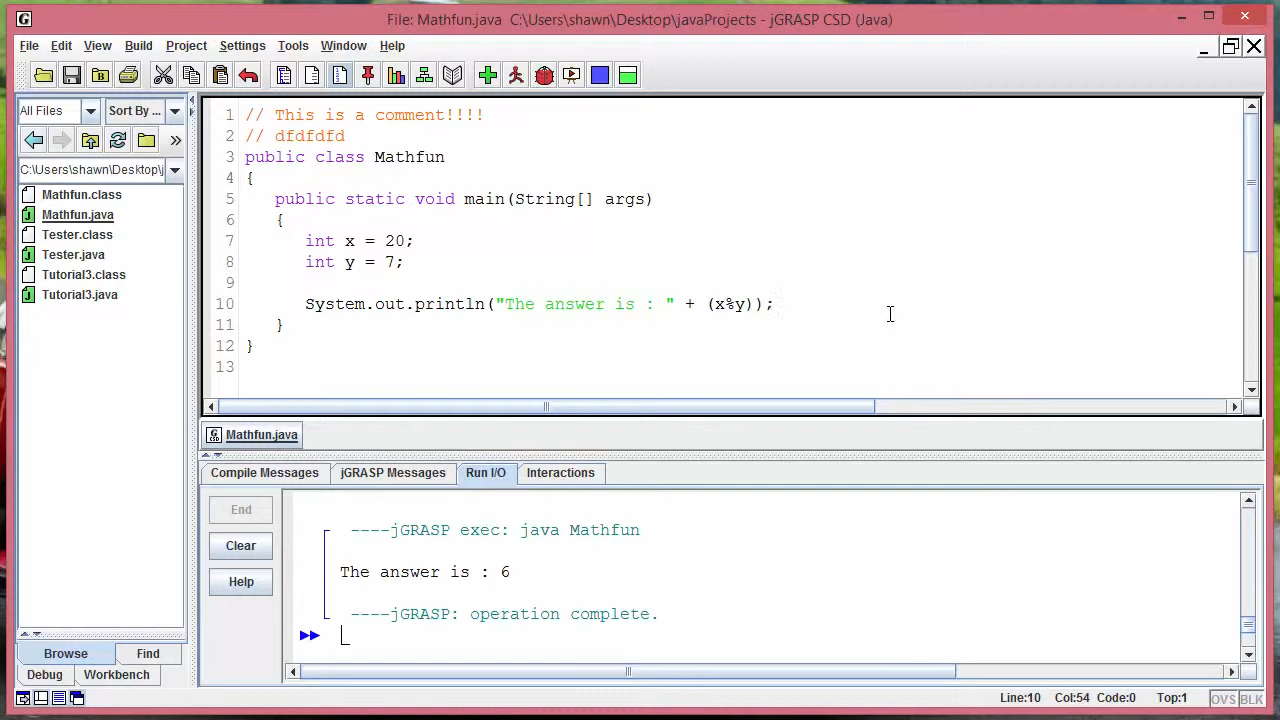 File: Mathfun.java  C:\Users\shawn\Desktop\javaProjects - jGRASP CSD (Java)
File Edit View Build Project Settings Tools Window Help
All Files Sort By ...
C:\Users\shawn\Desktop\j
Mathfun.class
Mathfun.java
Tester.class
Tester.java
Tutorial3.class
Tutorial3.java
Browse Find
Debug Workbench
1 // This is a comment!!!!
2 // dfdfdfd
3 public class Mathfun
4 {
5    public static void main(String[] args)
6    {
7       int x = 20;
8       int y = 7;
9
10       System.out.println("The answer is : " + (x%y));
11    }
12 }
13
Mathfun.java
Compile Messages jGRASP Messages Run I/O Interactions
End
Clear
Help
----jGRASP exec: java Mathfun
The answer is : 6
----jGRASP: operation complete.
Line:10 Col:54 Code:0 Top:1 OVS BLK